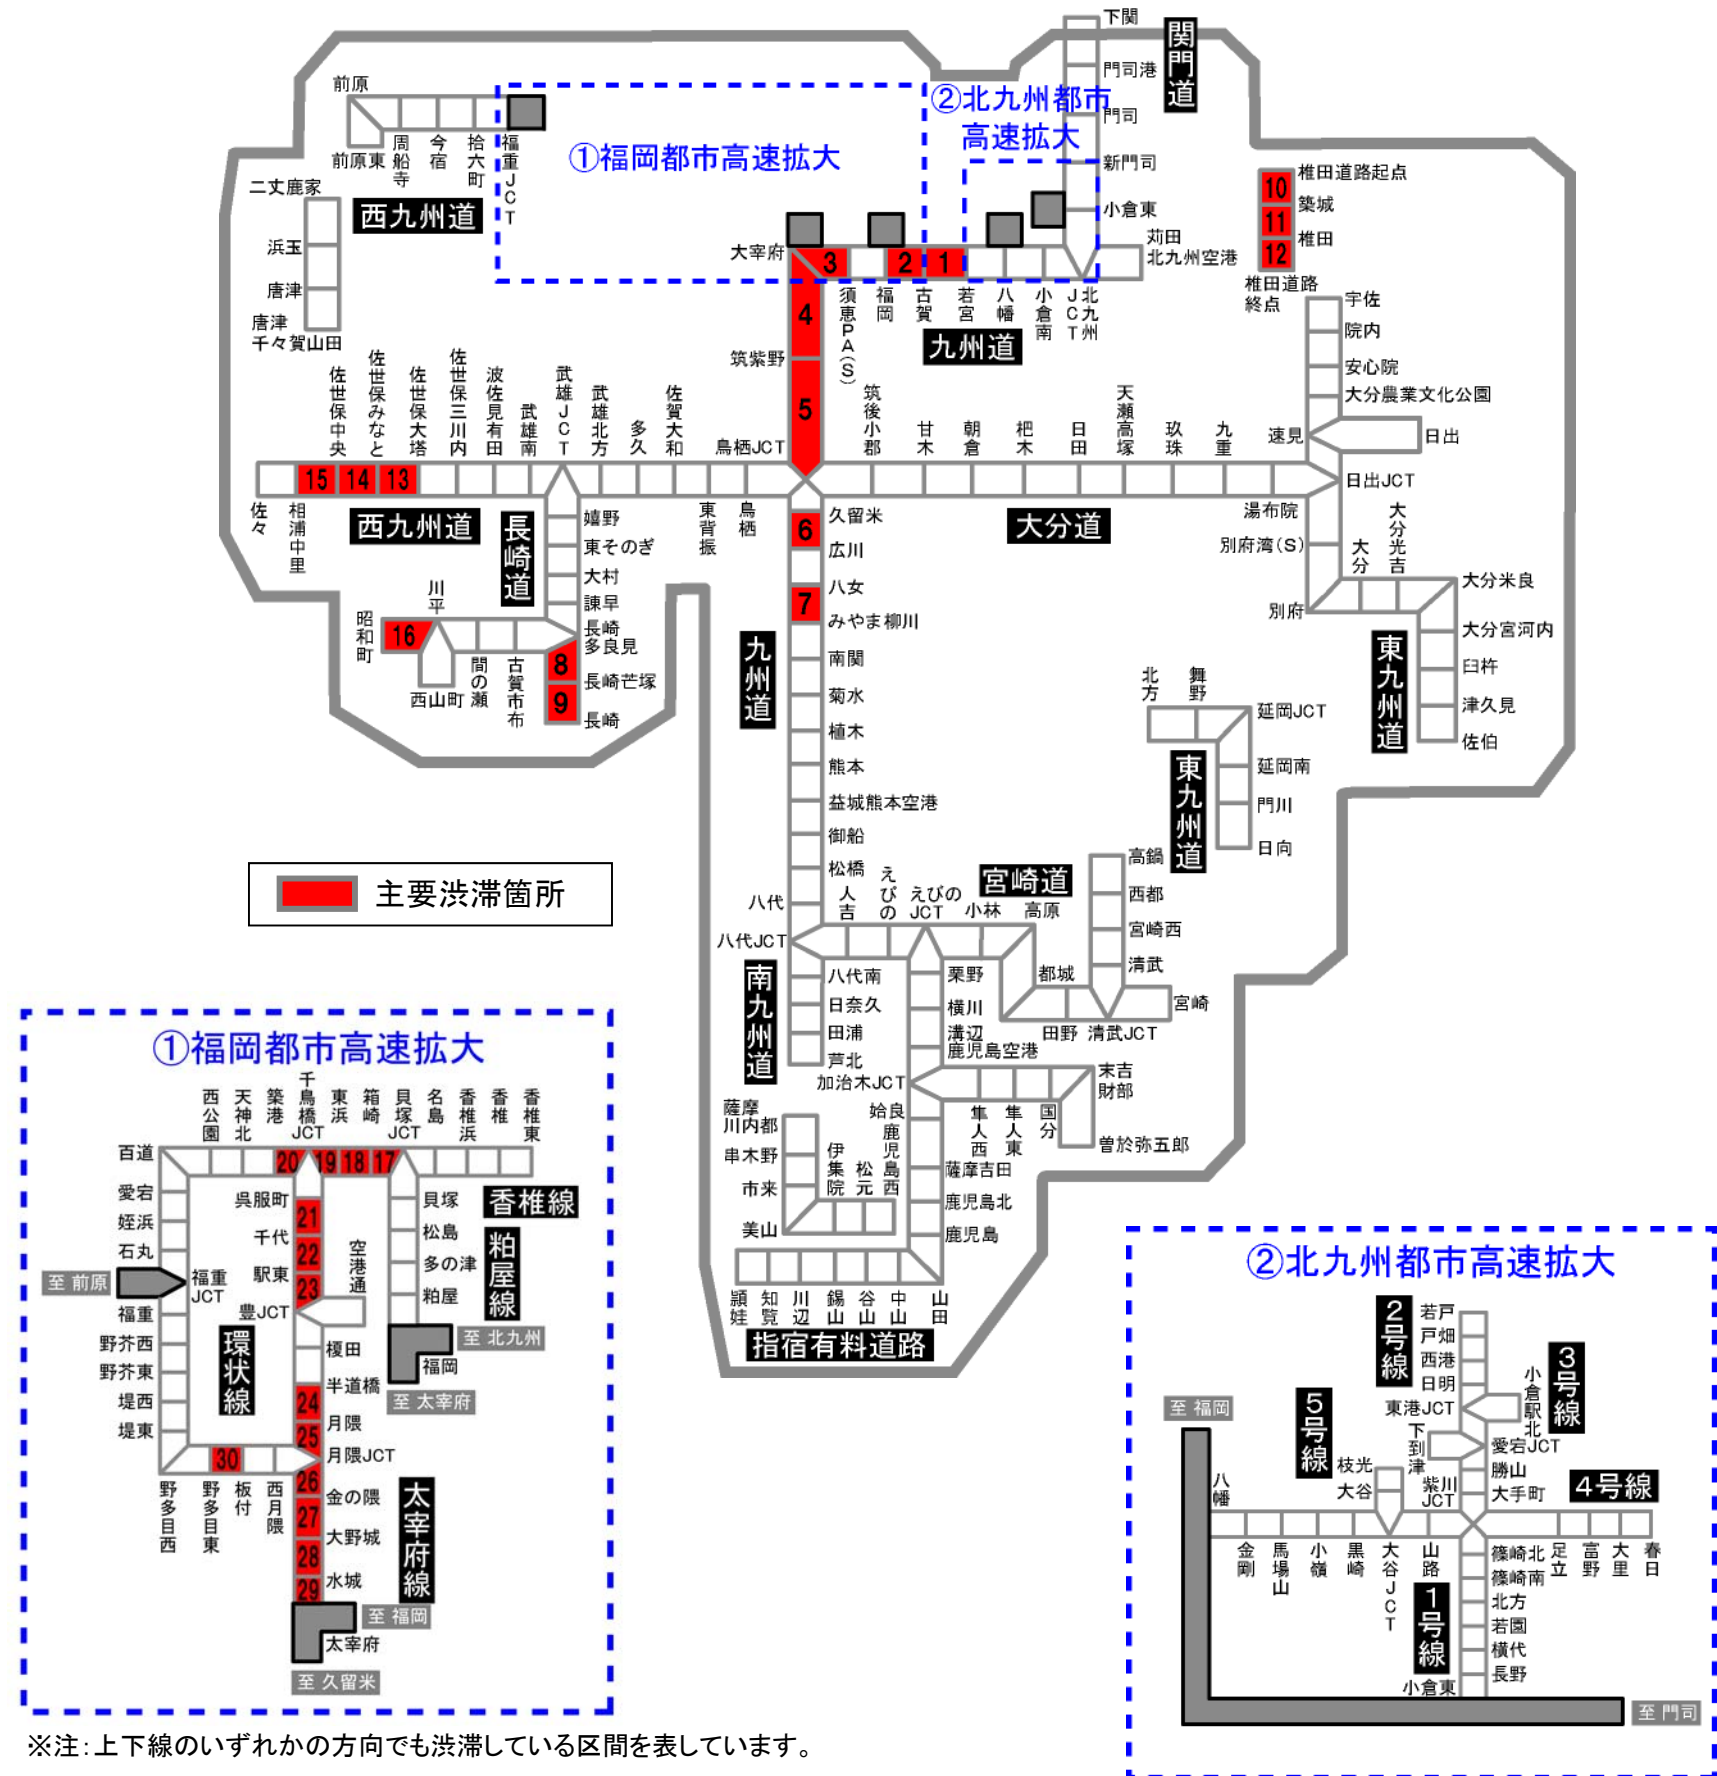 下関
関門道
門司港
門司
新門司
小倉東
②北九州都市
高速拡大
①福岡都市高速拡大
前原
前原東
周船寺
今宿
拾六町
福重JCT
西九州道
二丈鹿家
浜玉
唐津
唐津
千々賀山田
大宰府
3
2
1
苅田
北九州空港
須恵PA(S)
福岡
古賀
若宮
八幡
小倉南
北九州
JCT
九州道
10
11
12
椎田道路起点
築城
椎田
椎田道路
終点
宇佐
院内
安心院
大分農業文化公園
速見
日出
日出JCT
4
筑紫野
5
佐世保中央
佐世保みなと
佐世保大塔
佐世保三川内
波佐見有田
武雄南
武雄JCT
武雄北方
多久
佐賀大和
鳥栖JCT
筑後小郡
甘木
朝倉
杷木
日田
天瀬高塚
玖珠
九重
15
14
13
佐々
相浦中里
西九州道
長崎道
東背振
鳥栖
大分道
湯布院
別府湾(S)
別府
大分
大分光吉
大分米良
大分宮河内
臼杵
津久見
佐伯
東九州道
嬉野
東そのぎ
大村
諫早
長崎
多良見
長崎芒塚
長崎
8
9
昭和町
16
川平
西山町
間の瀬
古賀市布
6
久留米
広川
7
八女
みやま柳川
九州道
南関
菊水
植木
熊本
益城熊本空港
御船
松橋
八代
八代JCT
北方
舞野
延岡JCT
延岡南
門川
日向
東九州道
主要渋滞箇所
人吉
えびの
えびの
JCT
小林
高原
宮崎道
高鍋
西都
宮崎西
清武
都城
田野
清武JCT
宮崎
南九州道
八代南
日奈久
田浦
芦北
栗野
横川
溝辺
鹿児島空港
加治木JCT
末吉
財部
隼人西
隼人東
国分
曽於弥五郎
姶良
薩摩
川内都
串木野
市来
美山
伊集院
松元
鹿児島西
薩摩吉田
鹿児島北
鹿児島
頴娃
知覧
川辺
錫山
谷山
中山
山田
指宿有料道路
①福岡都市高速拡大
西公園
天神北
築港
千鳥橋
JCT
東浜
箱崎
貝塚
JCT
名島
香椎浜
香椎
香椎東
百道
20
19
18
17
愛宕
姪浜
石丸
至 前原
福重
JCT
福重
野芥西
野芥東
堤西
堤東
環状線
呉服町
21
千代
22
駅東
23
豊JCT
空港通
貝塚
松島
多の津
粕屋
香椎線
粕屋線
至 北九州
福岡
至 太宰府
榎田
半道橋
24
月隈
25
月隈JCT
30
26
金の隈
27
大野城
28
水城
29
野多目西
野多目東
板付
西月隈
太宰府線
至 福岡
太宰府
至 久留米
②北九州都市高速拡大
2号線
若戸
戸畑
西港
日明
東港JCT
小倉駅北
3号線
至 福岡
5号線
下到津
愛宕JCT
枝光
大谷
紫川
JCT
勝山
大手町
4号線
八幡
金剛
馬場山
小嶺
黒崎
大谷JCT
山路
篠崎北
篠崎南
北方
若園
横代
長野
足立
富野
大里
春日
1号線
小倉東
至 門司
※注:上下線のいずれかの方向でも渋滞している区間を表しています。